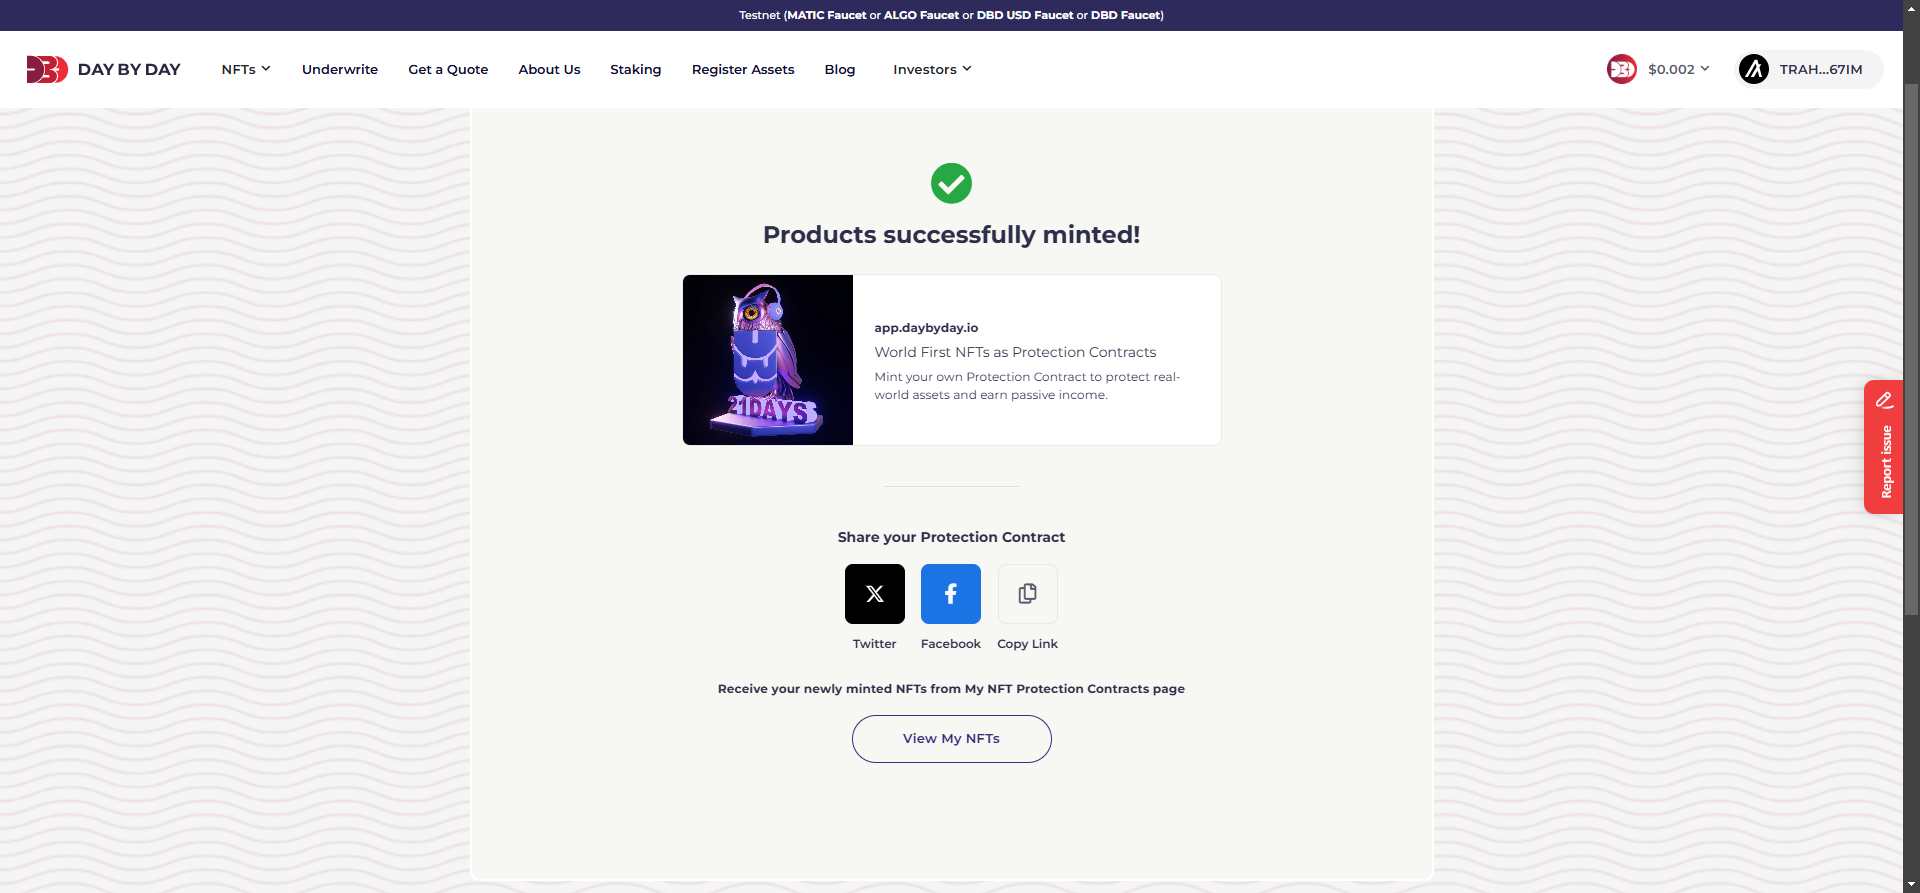 Testnet (MATIC Faucet or ALGO Faucet or DBD USD Faucet or DBD Faucet)
DAY BY DAY
NFTs
Underwrite
Get a Quote
About Us
Staking
Register Assets
Blog
Investors
$0.002
TRAH...67IM
Products successfully minted!
21DAYS
app.daybyday.io
World First NFTs as Protection Contracts
Mint your own Protection Contract to protect real-
world assets and earn passive income.
Report issue
Share your Protection Contract
Twitter
Facebook
Copy Link
Receive your newly minted NFTs from My NFT Protection Contracts page
View My NFTs